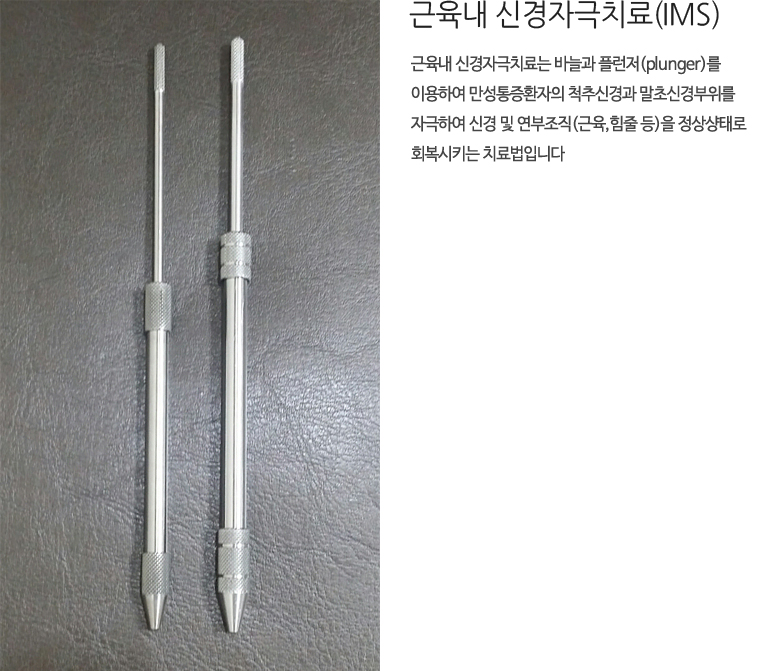 근육내 신경자극치료(IMS)
근육내 신경자극치료는 바늘과 플런저(plunger)를
이용하여 만성통증환자의 척추신경과 말초신경부위를
자극하여 신경 및 연부조직(근육,힘줄 등)을 정상상태로
회복시키는 치료법입니다